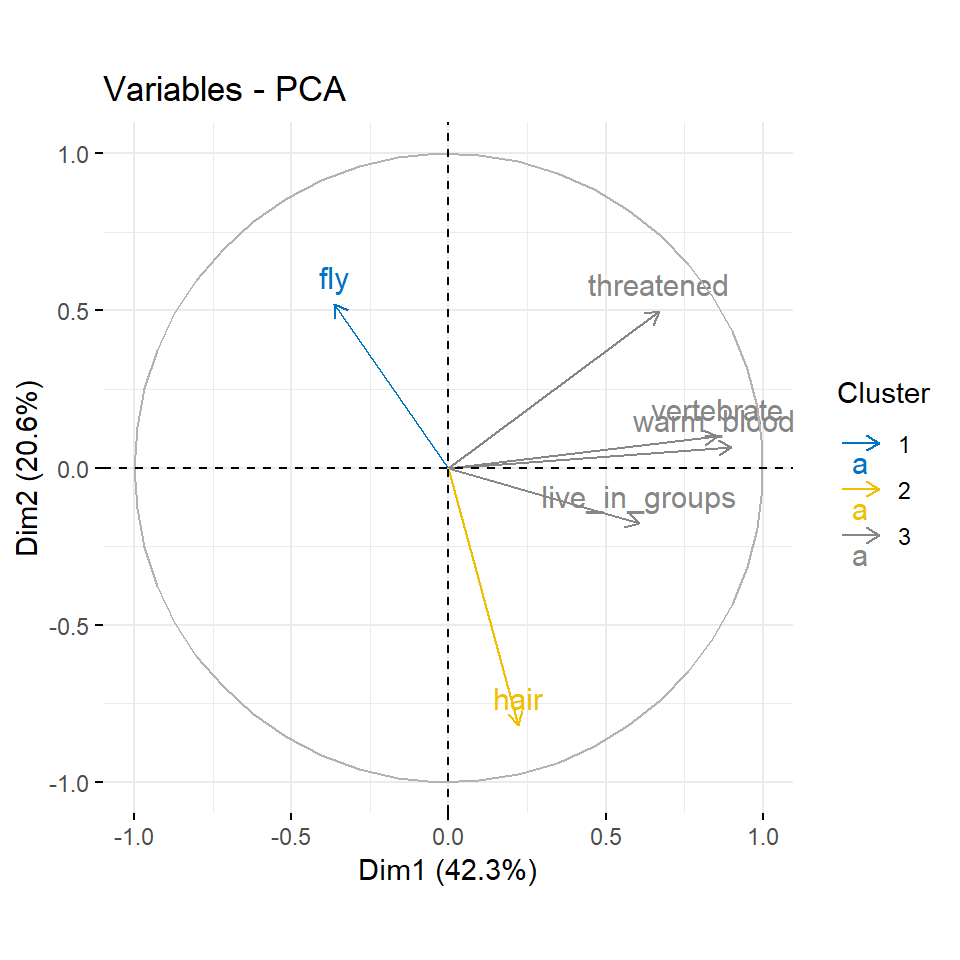 Variables - PCA
1.0
0.5
0.0
-0.5
-1.0
Dim2 (20.6%)
fly
threatened
vertebrate
warm_blood
live_in_groups
hair
-1.0
-0.5
0.0
0.5
1.0
Dim1 (42.3%)
Cluster
a 1
a 2
a 3